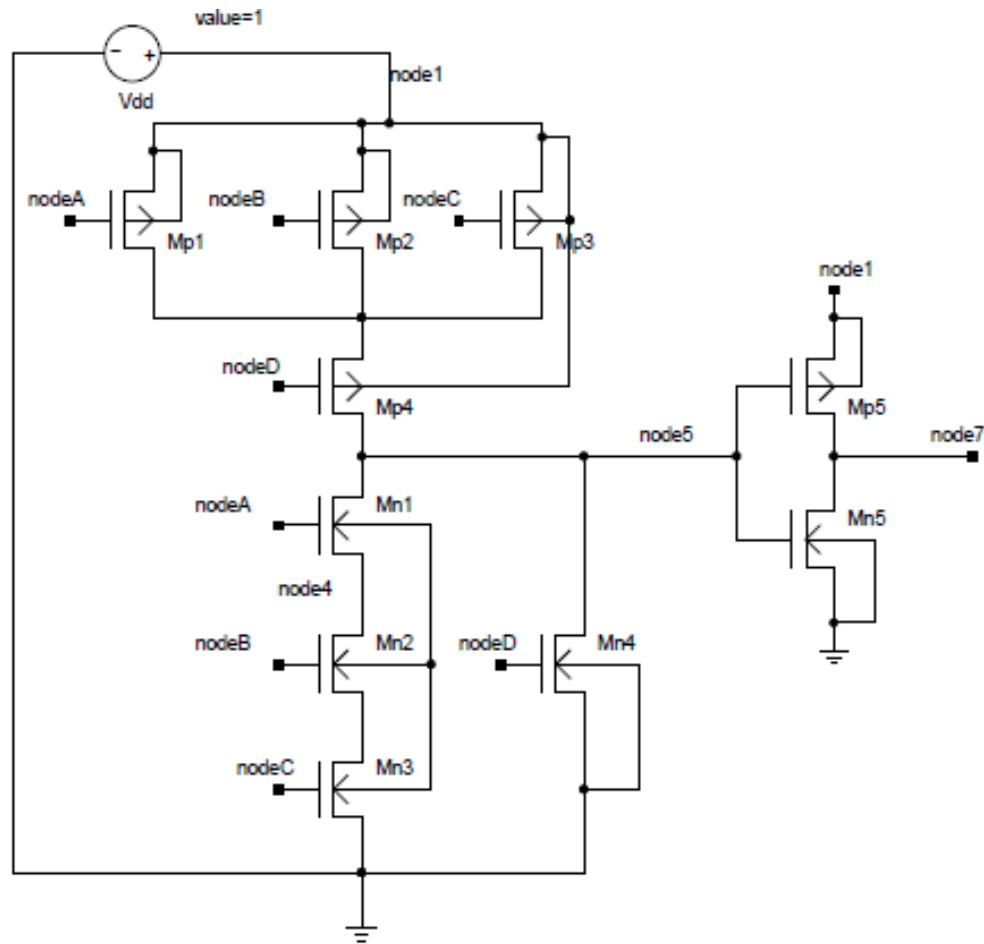 value=1
- +
node1
Vdd
nodeA
nodeB
nodeC
Mp1
Mp2
Mp3
node1
nodeD
Mp4
Mp5
node5
node7
nodeA
Mn1
Mn5
node4
nodeB
Mn2
nodeD
Mn4
nodeC
Mn3